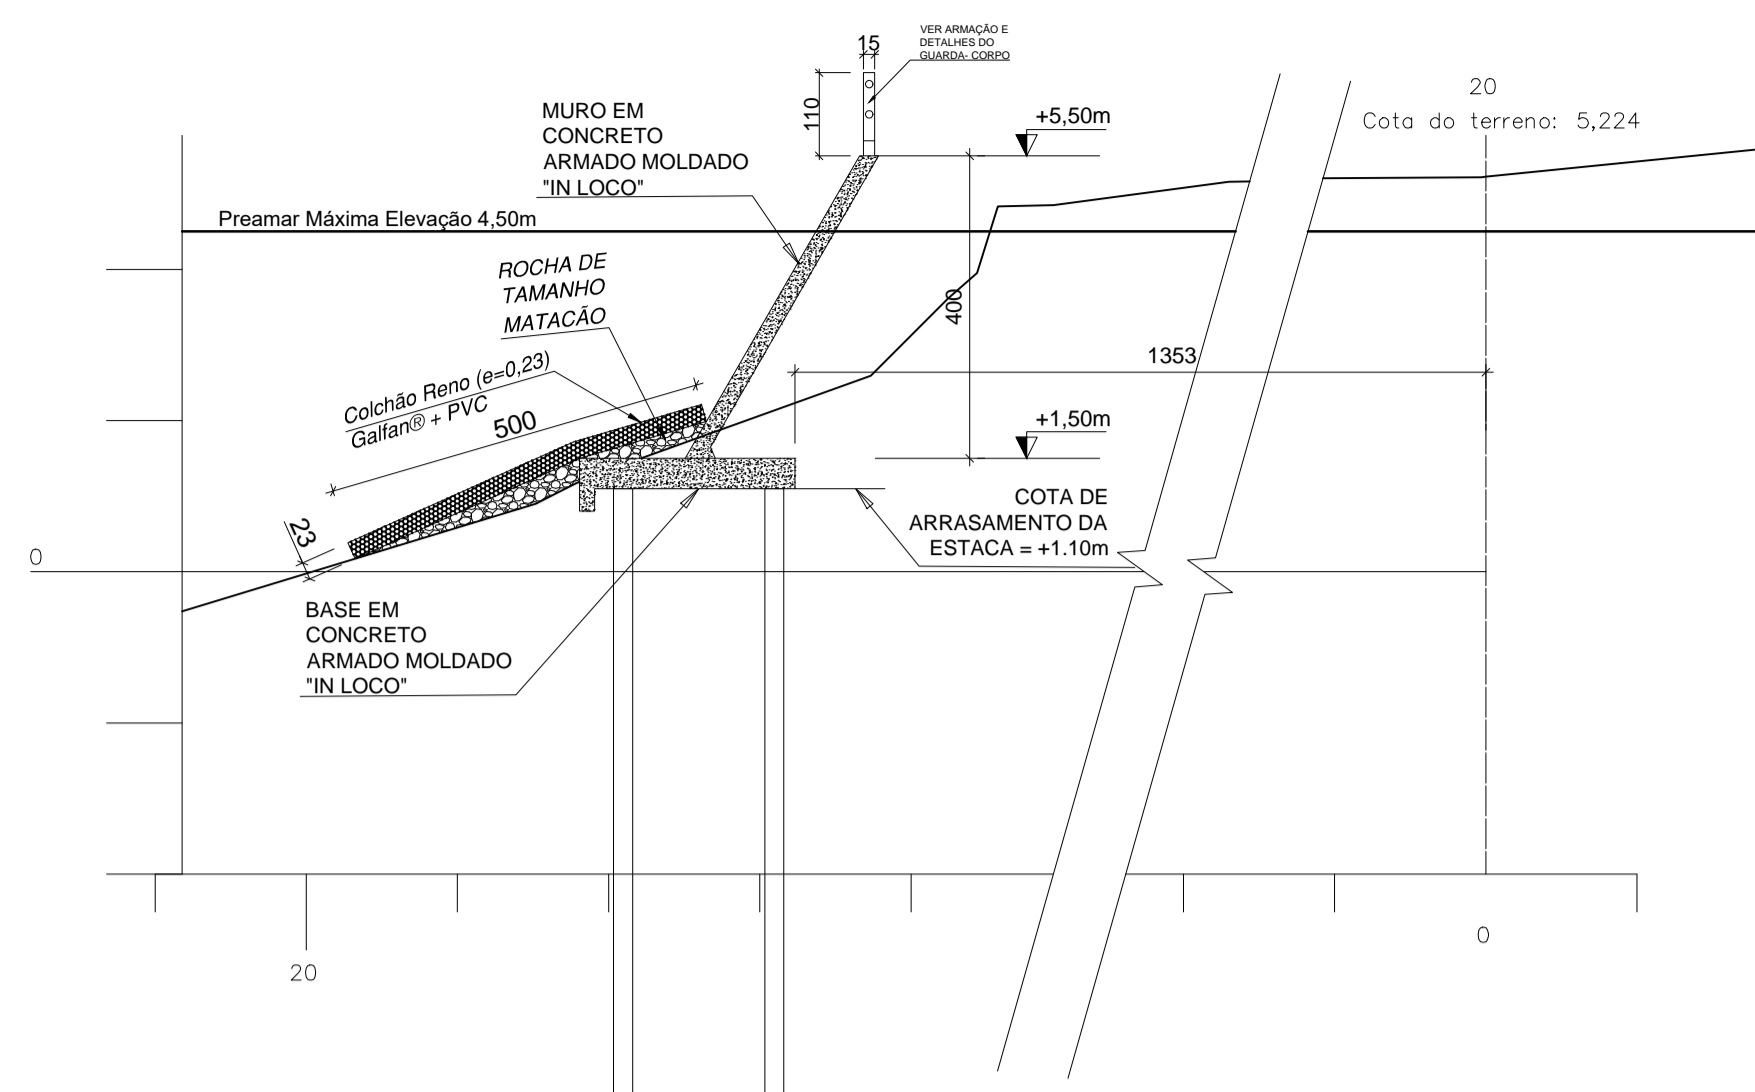 VER ARMAÇÃO E
DETALHES DO
GUARDA- CORPO
15
110
MURO EM
CONCRETO
ARMADO MOLDADO
"IN LOCO"
+5,50m
20
Cota do terreno: 5,224
Preamar Máxima Elevação 4,50m
ROCHA DE
TAMANHO
MATACÃO
400
1353
Colchão Reno (e=0,23)
Galfan® + PVC
500
+1,50m
COTA DE
ARRASAMENTO DA
ESTACA = +1.10m
23
0
BASE EM
CONCRETO
ARMADO MOLDADO
"IN LOCO"
20
0